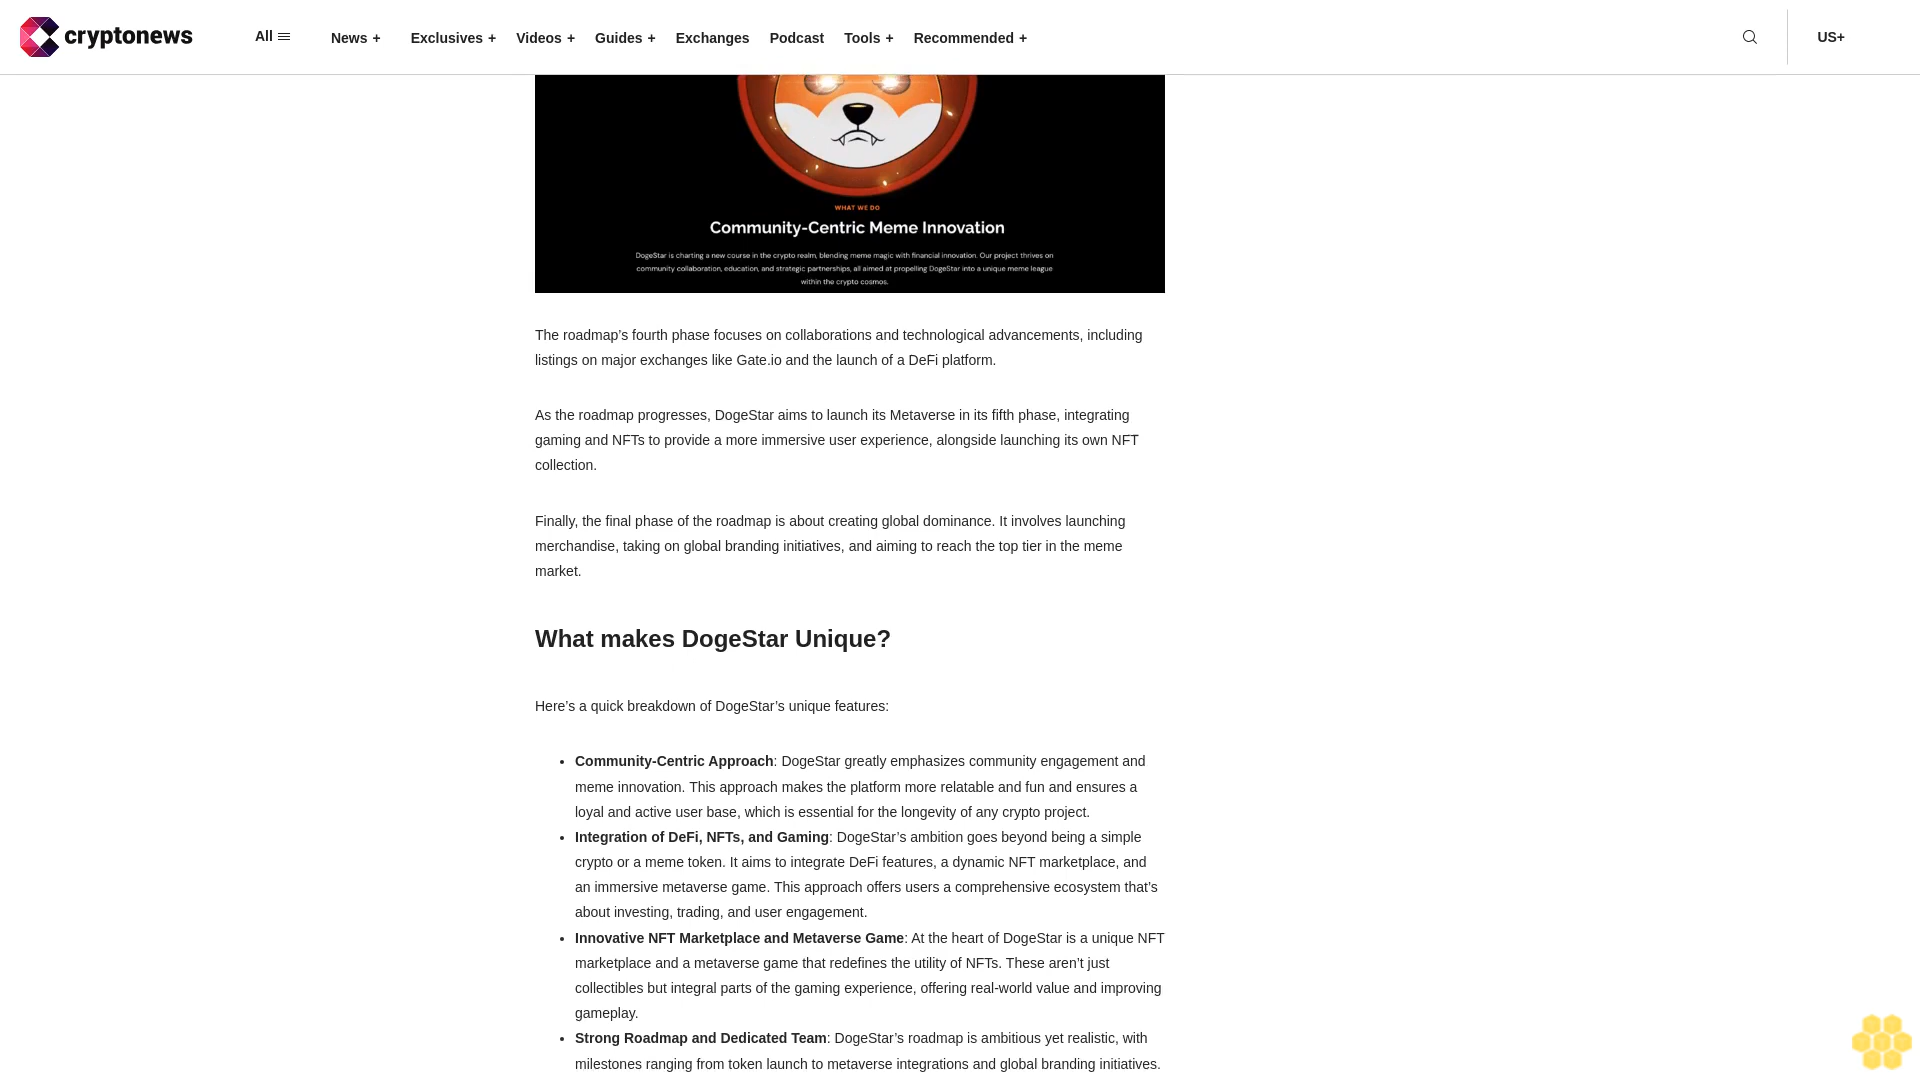 cryptonews
All
News +
Exclusives +
Videos +
Guides +
Exchanges
Podcast
Tools +
Recommended +
US+
WHAT WE DO
Community-Centric Meme Innovation
DogeStar is charting a new course in the crypto realm, blending meme magic with financial innovation. Our project thrives on
community collaboration, education, and strategic partnerships, all aimed at propelling DogeStar into a unique meme league
within the crypto cosmos.
The roadmap’s fourth phase focuses on collaborations and technological advancements, including
listings on major exchanges like Gate.io and the launch of a DeFi platform.
As the roadmap progresses, DogeStar aims to launch its Metaverse in its fifth phase, integrating
gaming and NFTs to provide a more immersive user experience, alongside launching its own NFT
collection.
Finally, the final phase of the roadmap is about creating global dominance. It involves launching
merchandise, taking on global branding initiatives, and aiming to reach the top tier in the meme
market.
What makes DogeStar Unique?
Here’s a quick breakdown of DogeStar’s unique features:
• Community-Centric Approach: DogeStar greatly emphasizes community engagement and
meme innovation. This approach makes the platform more relatable and fun and ensures a
loyal and active user base, which is essential for the longevity of any crypto project.
• Integration of DeFi, NFTs, and Gaming: DogeStar’s ambition goes beyond being a simple
crypto or a meme token. It aims to integrate DeFi features, a dynamic NFT marketplace, and
an immersive metaverse game. This approach offers users a comprehensive ecosystem that’s
about investing, trading, and user engagement.
• Innovative NFT Marketplace and Metaverse Game: At the heart of DogeStar is a unique NFT
marketplace and a metaverse game that redefines the utility of NFTs. These aren’t just
collectibles but integral parts of the gaming experience, offering real-world value and improving
gameplay.
• Strong Roadmap and Dedicated Team: DogeStar’s roadmap is ambitious yet realistic, with
milestones ranging from token launch to metaverse integrations and global branding initiatives.